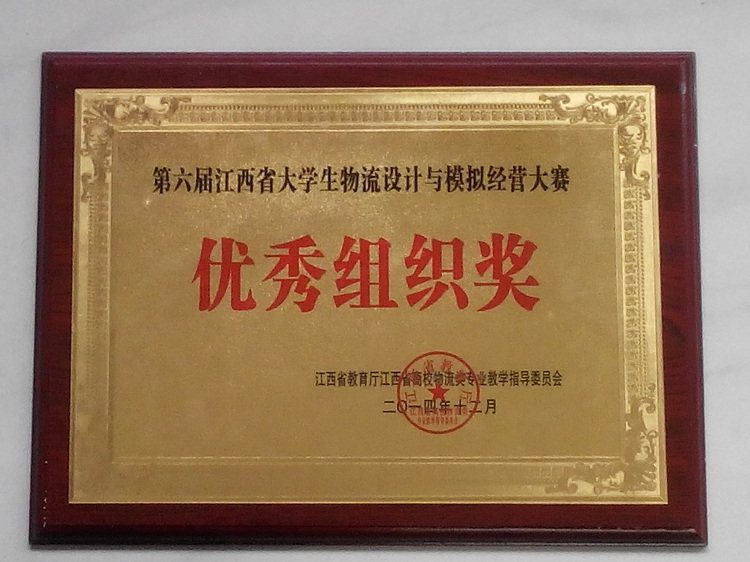 第六届江西省大学生物流设计与模拟经营大赛
优秀组织奖
江西省教育厅江西省高校物流类专业教学指导委员会
二〇一四年十二月